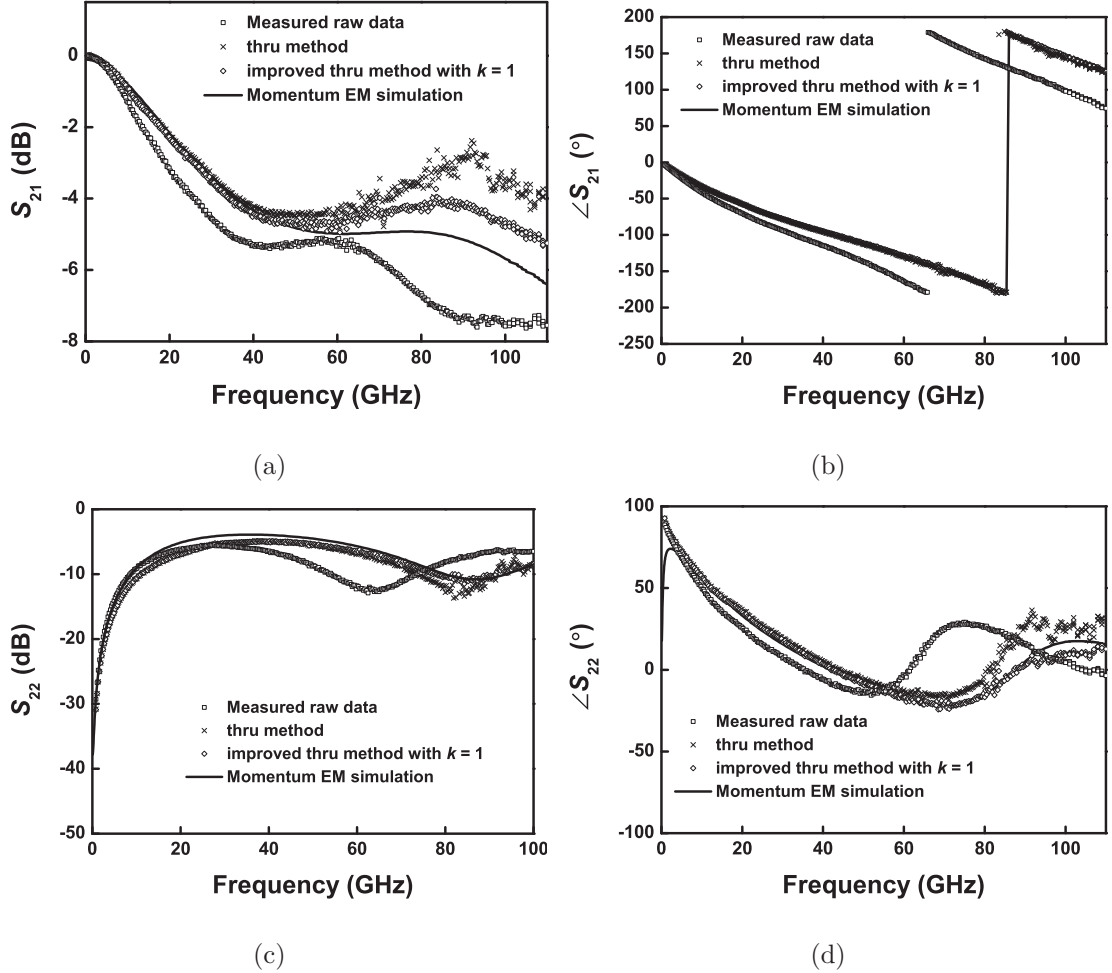 0
-2
-4
-6
-8
0 20 40 60 80 100
S21 (dB)
Frequency (GHz)
Measured raw data
thru method
improved thru method with k = 1
Momentum EM simulation
(a)
200
150
100
50
0
-50
-100
-150
-200
-250
0 20 40 60 80 100
∠S21 (°)
Frequency (GHz)
Measured raw data
thru method
improved thru method with k = 1
Momentum EM simulation
(b)
0
-10
-20
-30
-40
-50
0 20 40 60 80 100
S22 (dB)
Frequency (GHz)
Measured raw data
thru method
improved thru method with k = 1
Momentum EM simulation
(c)
100
50
0
-50
-100
0 20 40 60 80 100
∠S22 (°)
Frequency (GHz)
Measured raw data
thru method
improved thru method with k = 1
Momentum EM simulation
(d)